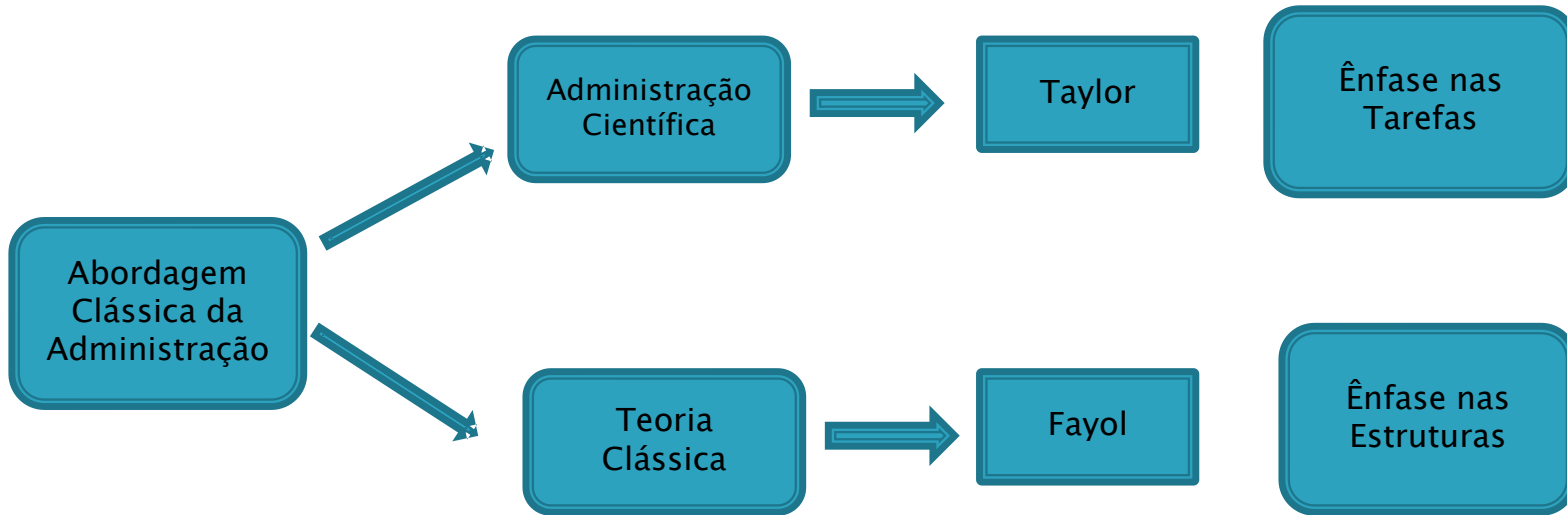 Administração
Científica
Taylor
Ênfase nas
Tarefas
Abordagem
Clássica da
Administração
Teoria
Clássica
Fayol
Ênfase nas
Estruturas